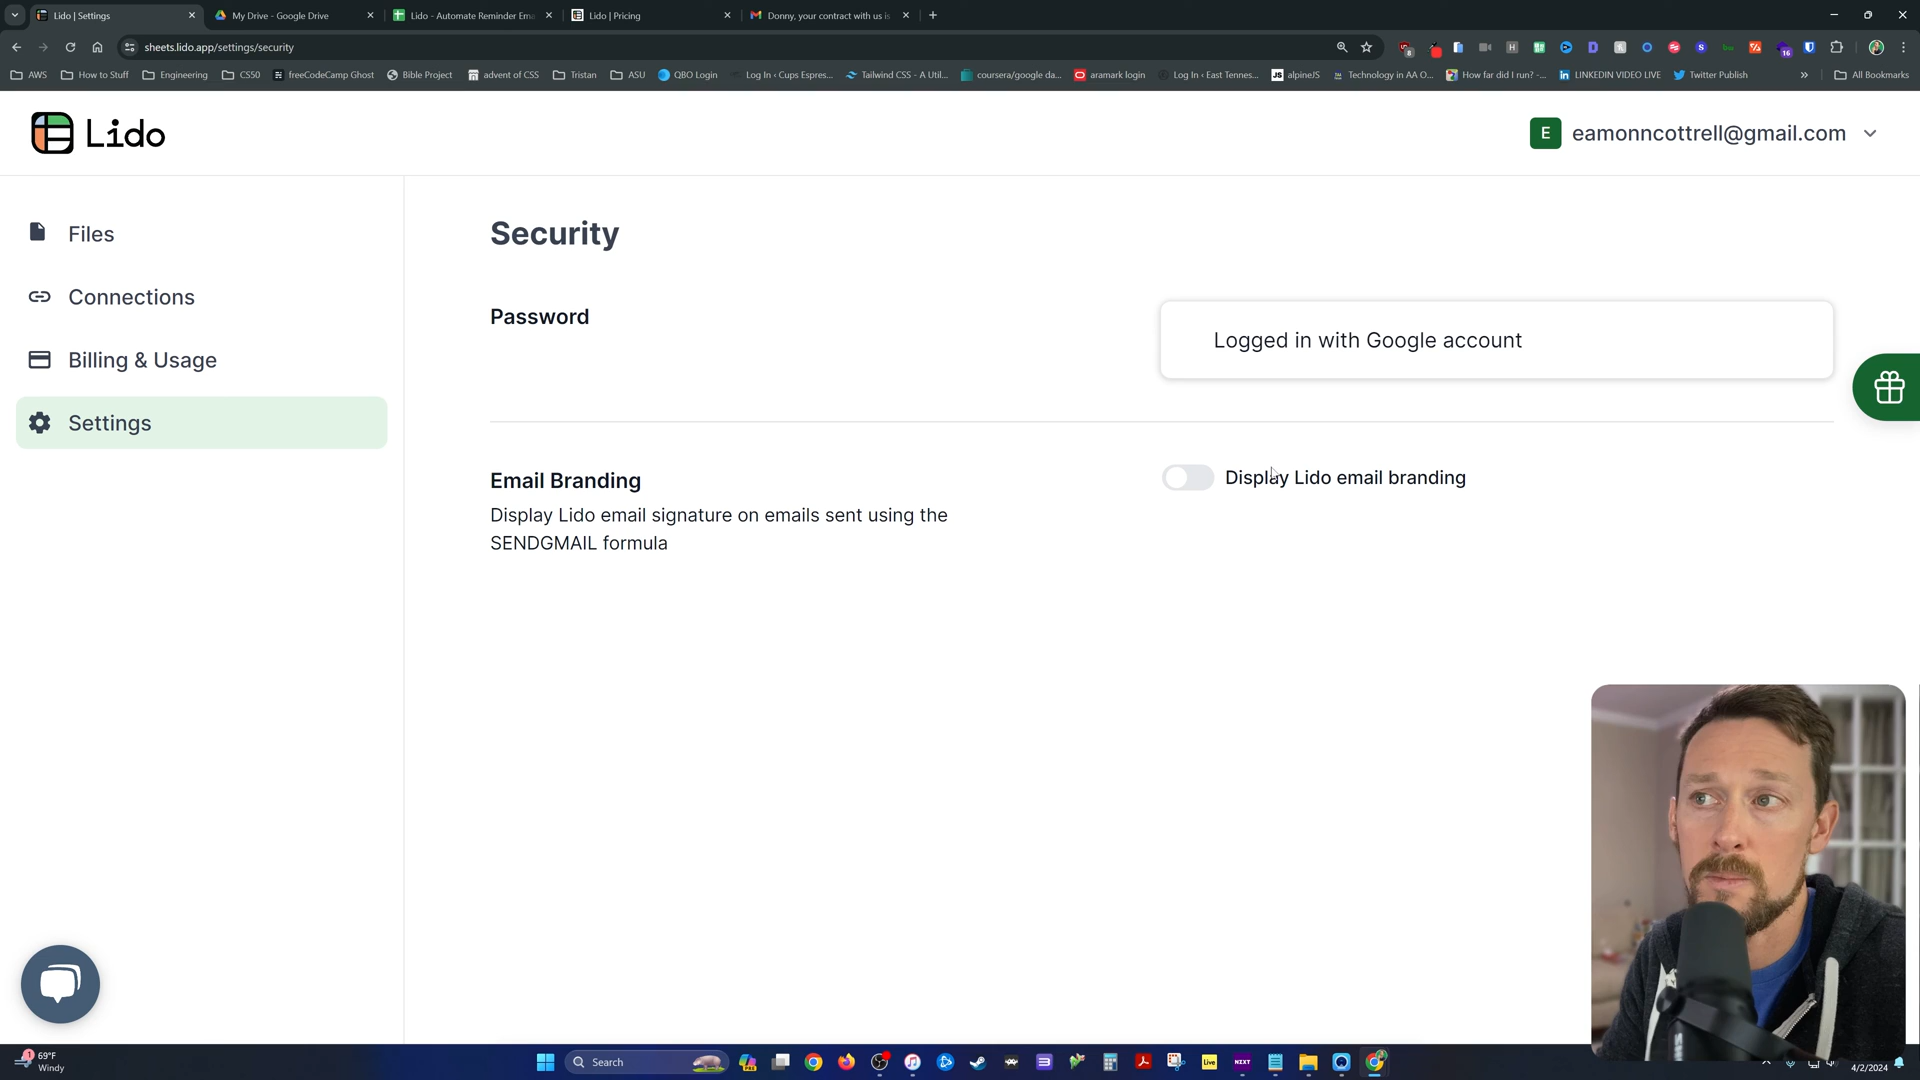 Lido | Settings
My Drive - Google Drive
Lido - Automate Reminder Ema
Lido | Pricing
Donny, your contract with us is
sheets.lido.app/settings/security
AWS
How to Stuff
Engineering
CS50
freeCodeCamp Ghost
Bible Project
advent of CSS
Tristan
ASU
QBO Login
Log In ‹ Cups Espres...
Tailwind CSS - A Util...
coursera/google da...
aramark login
Log In ‹ East Tennes...
alpineJS
Technology in AA O...
How far did I run? -...
LINKEDIN VIDEO LIVE
Twitter Publish
All Bookmarks
Lido
E
eamonncottrell@gmail.com
Files
Connections
Billing & Usage
Settings
Security
Password
Logged in with Google account
Email Branding
Display Lido email signature on emails sent using the
SENDGMAIL formula
Display Lido email branding
1
69°F
Windy
Search
4/2/2024